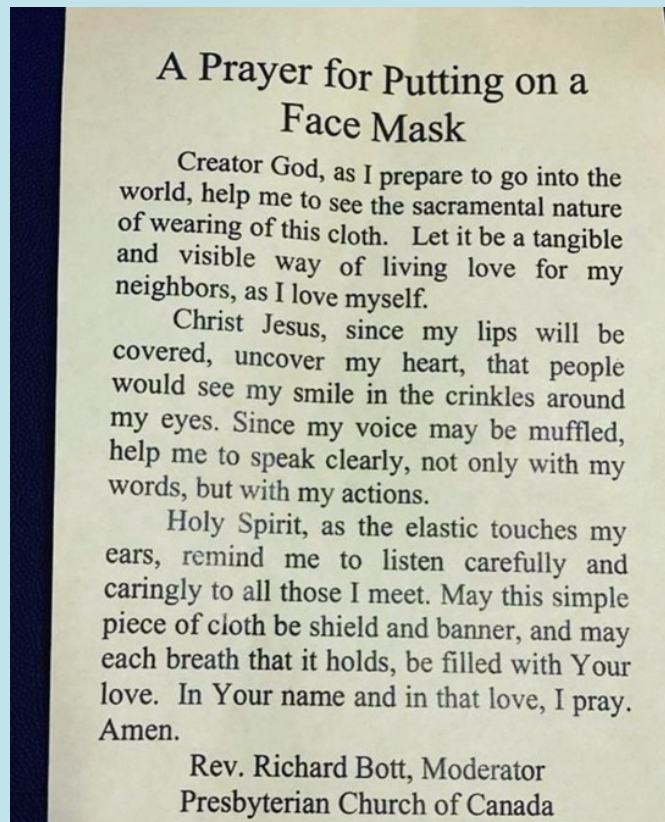 A Prayer for Putting on a
Face Mask
Creator God, as I prepare to go into the
world, help me to see the sacramental nature
of wearing of this cloth. Let it be a tangible
and visible way of living love for my
neighbors, as I love myself.
Christ Jesus, since my lips will be
covered, uncover my heart, that people
would see my smile in the crinkles around
my eyes. Since my voice may be muffled,
help me to speak clearly, not only with my
words, but with my actions.
Holy Spirit, as the elastic touches my
ears, remind me to listen carefully and
caringly to all those I meet. May this simple
piece of cloth be shield and banner, and may
each breath that it holds, be filled with Your
love. In Your name and in that love, I pray.
Amen.
Rev. Richard Bott, Moderator
Presbyterian Church of Canada